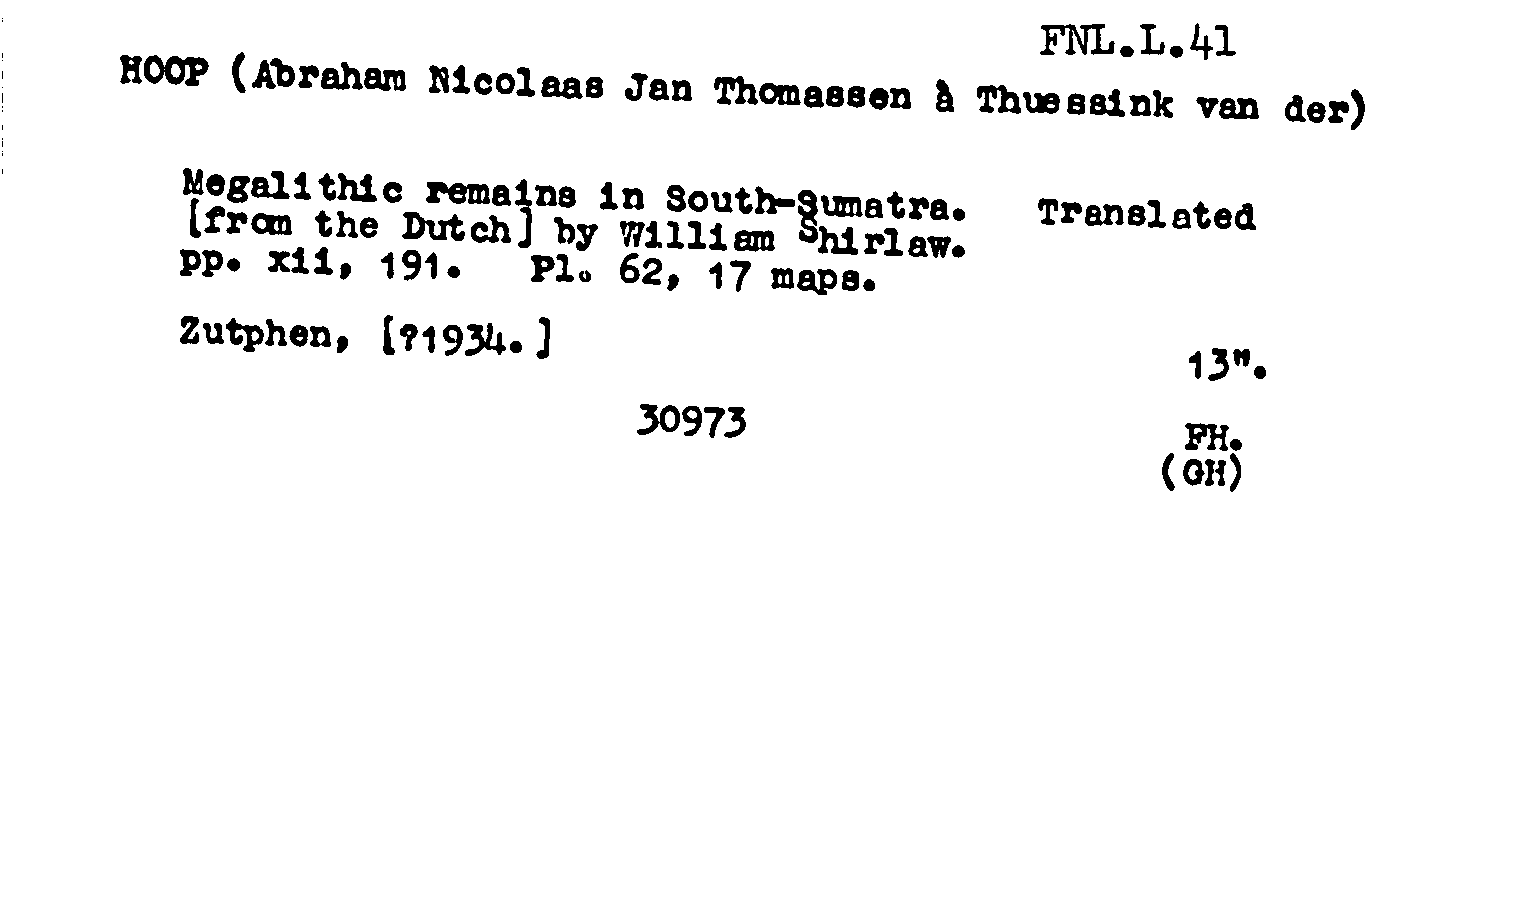 FNL.L.41
HOOP (Abraham Nicolaas Jan Thomassen à Thuessink van der)
Megalithic remains in South-Sumatra. Translated
[from the Dutch] by William Shirlaw.
pp. xii, 191. Pl. 62, 17 maps.
Zutphen, [?1934.]
13".
30973
FH.
(GH)